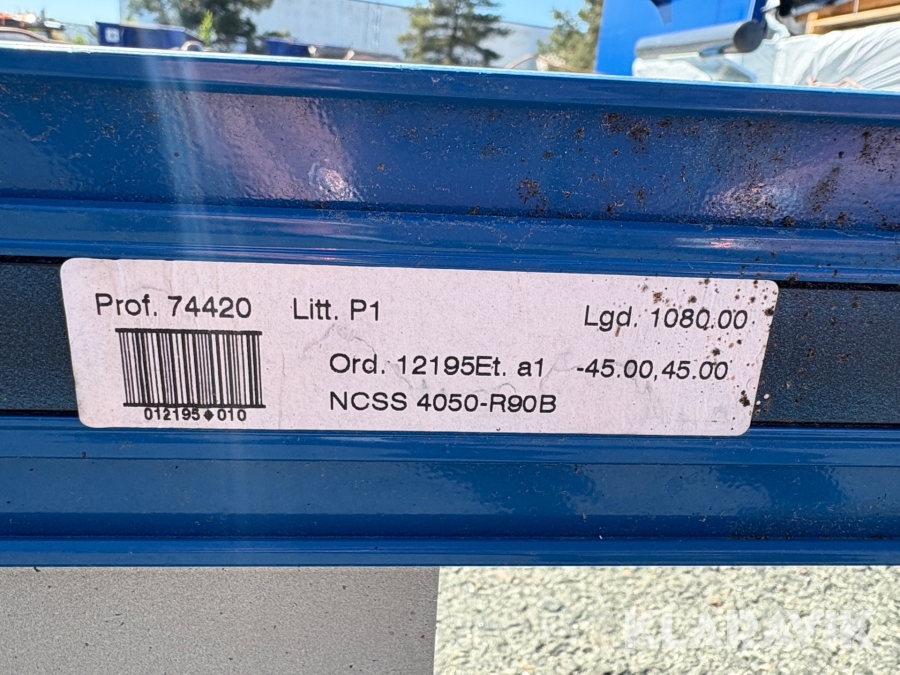 Prof. 74420 Litt. P1 Lgd. 1080.00
Ord. 12195Et. a1 -45.00,45.00
NCSS 4050-R90B
012195◆010
KLARAVIK